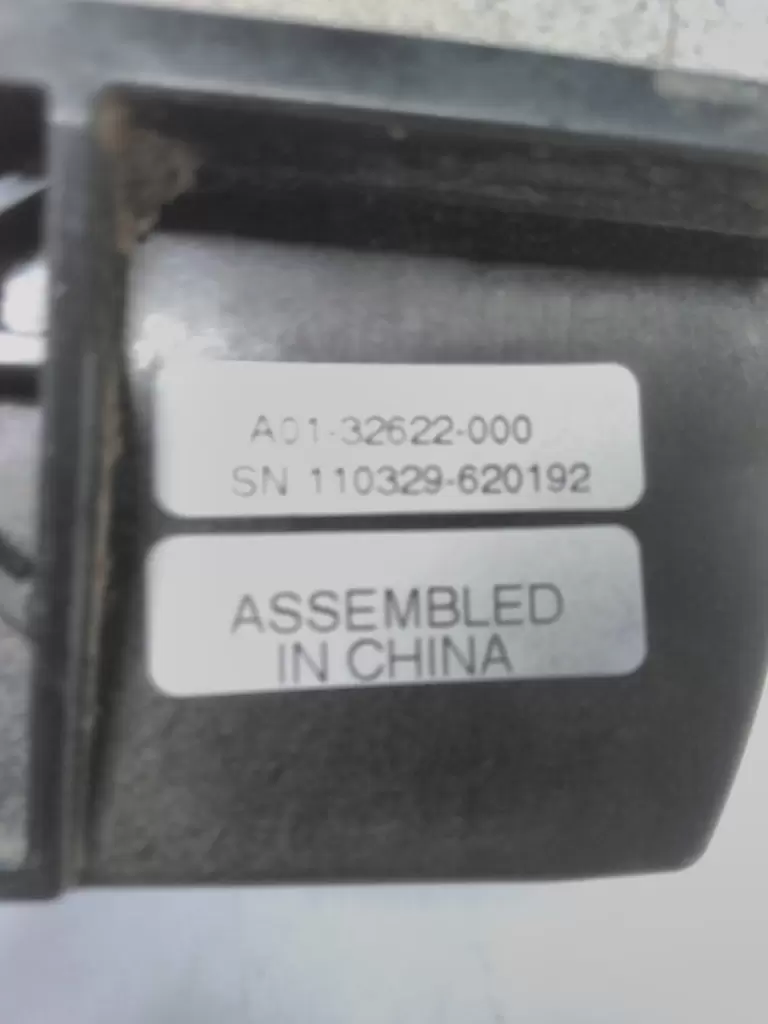 A01-32622-000
SN 110329-620192
ASSEMBLED
IN CHINA